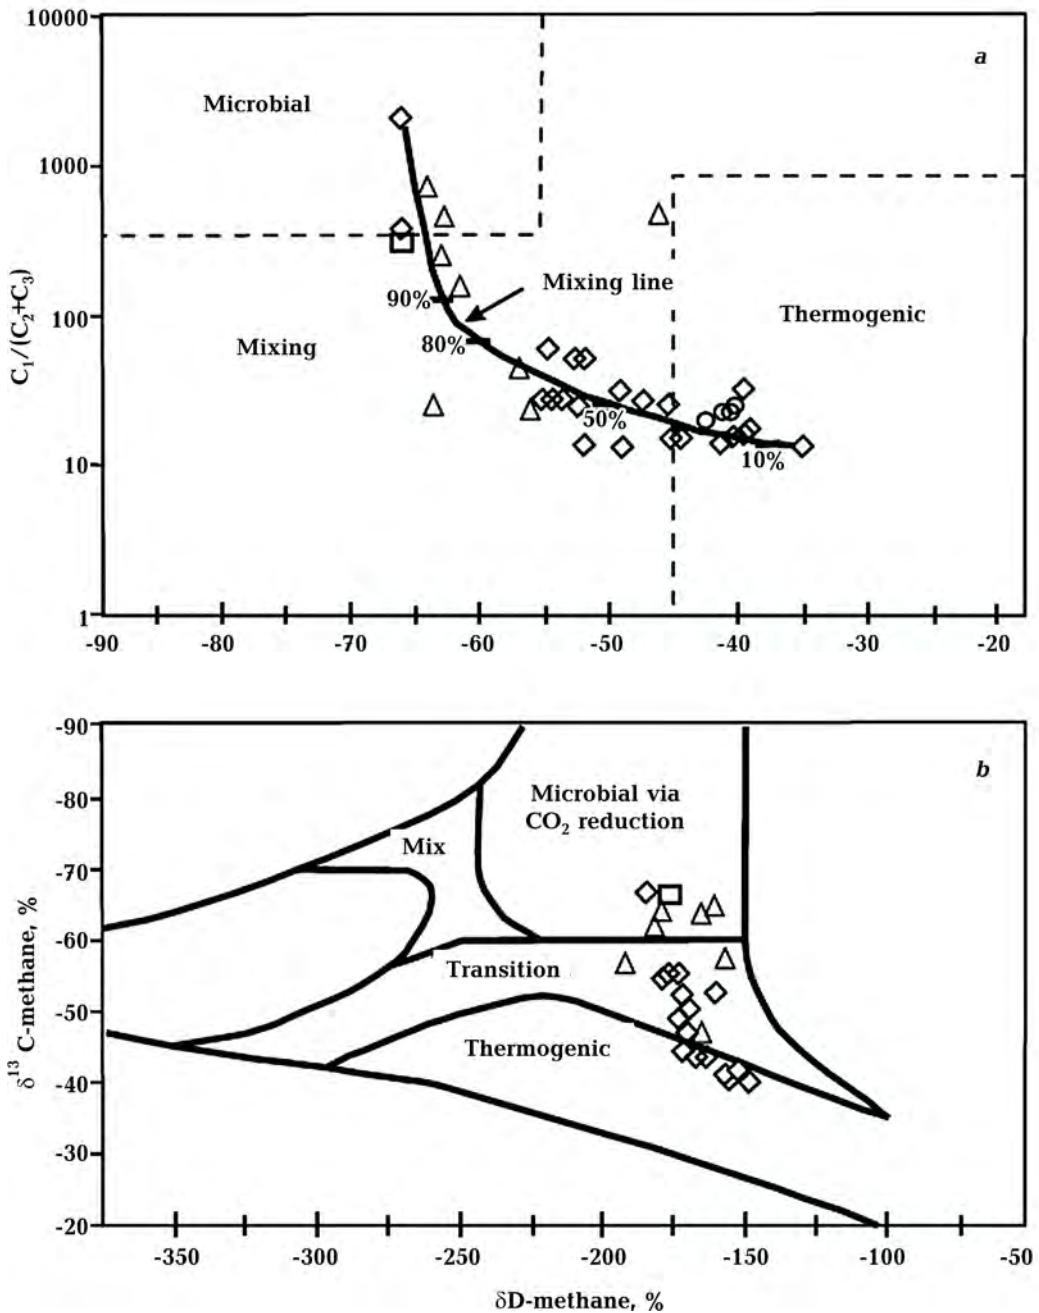 10000
a
Microbial
1000
Mixing line
90%
100
Thermogenic
Mixing
80%
C₁/(C₂+C₃)
50%
10%
10
1
-90 -70 -60 -50 -40 -30 -20
-90
b
Microbial via
-80
CO₂ reduction
Mix
-70
-60
Transition
-50
Thermogenic
δ¹³ C-methane, %
-40
-30
-20
-350 -300 -250 -200 -150 -100 -50
δD-methane, %